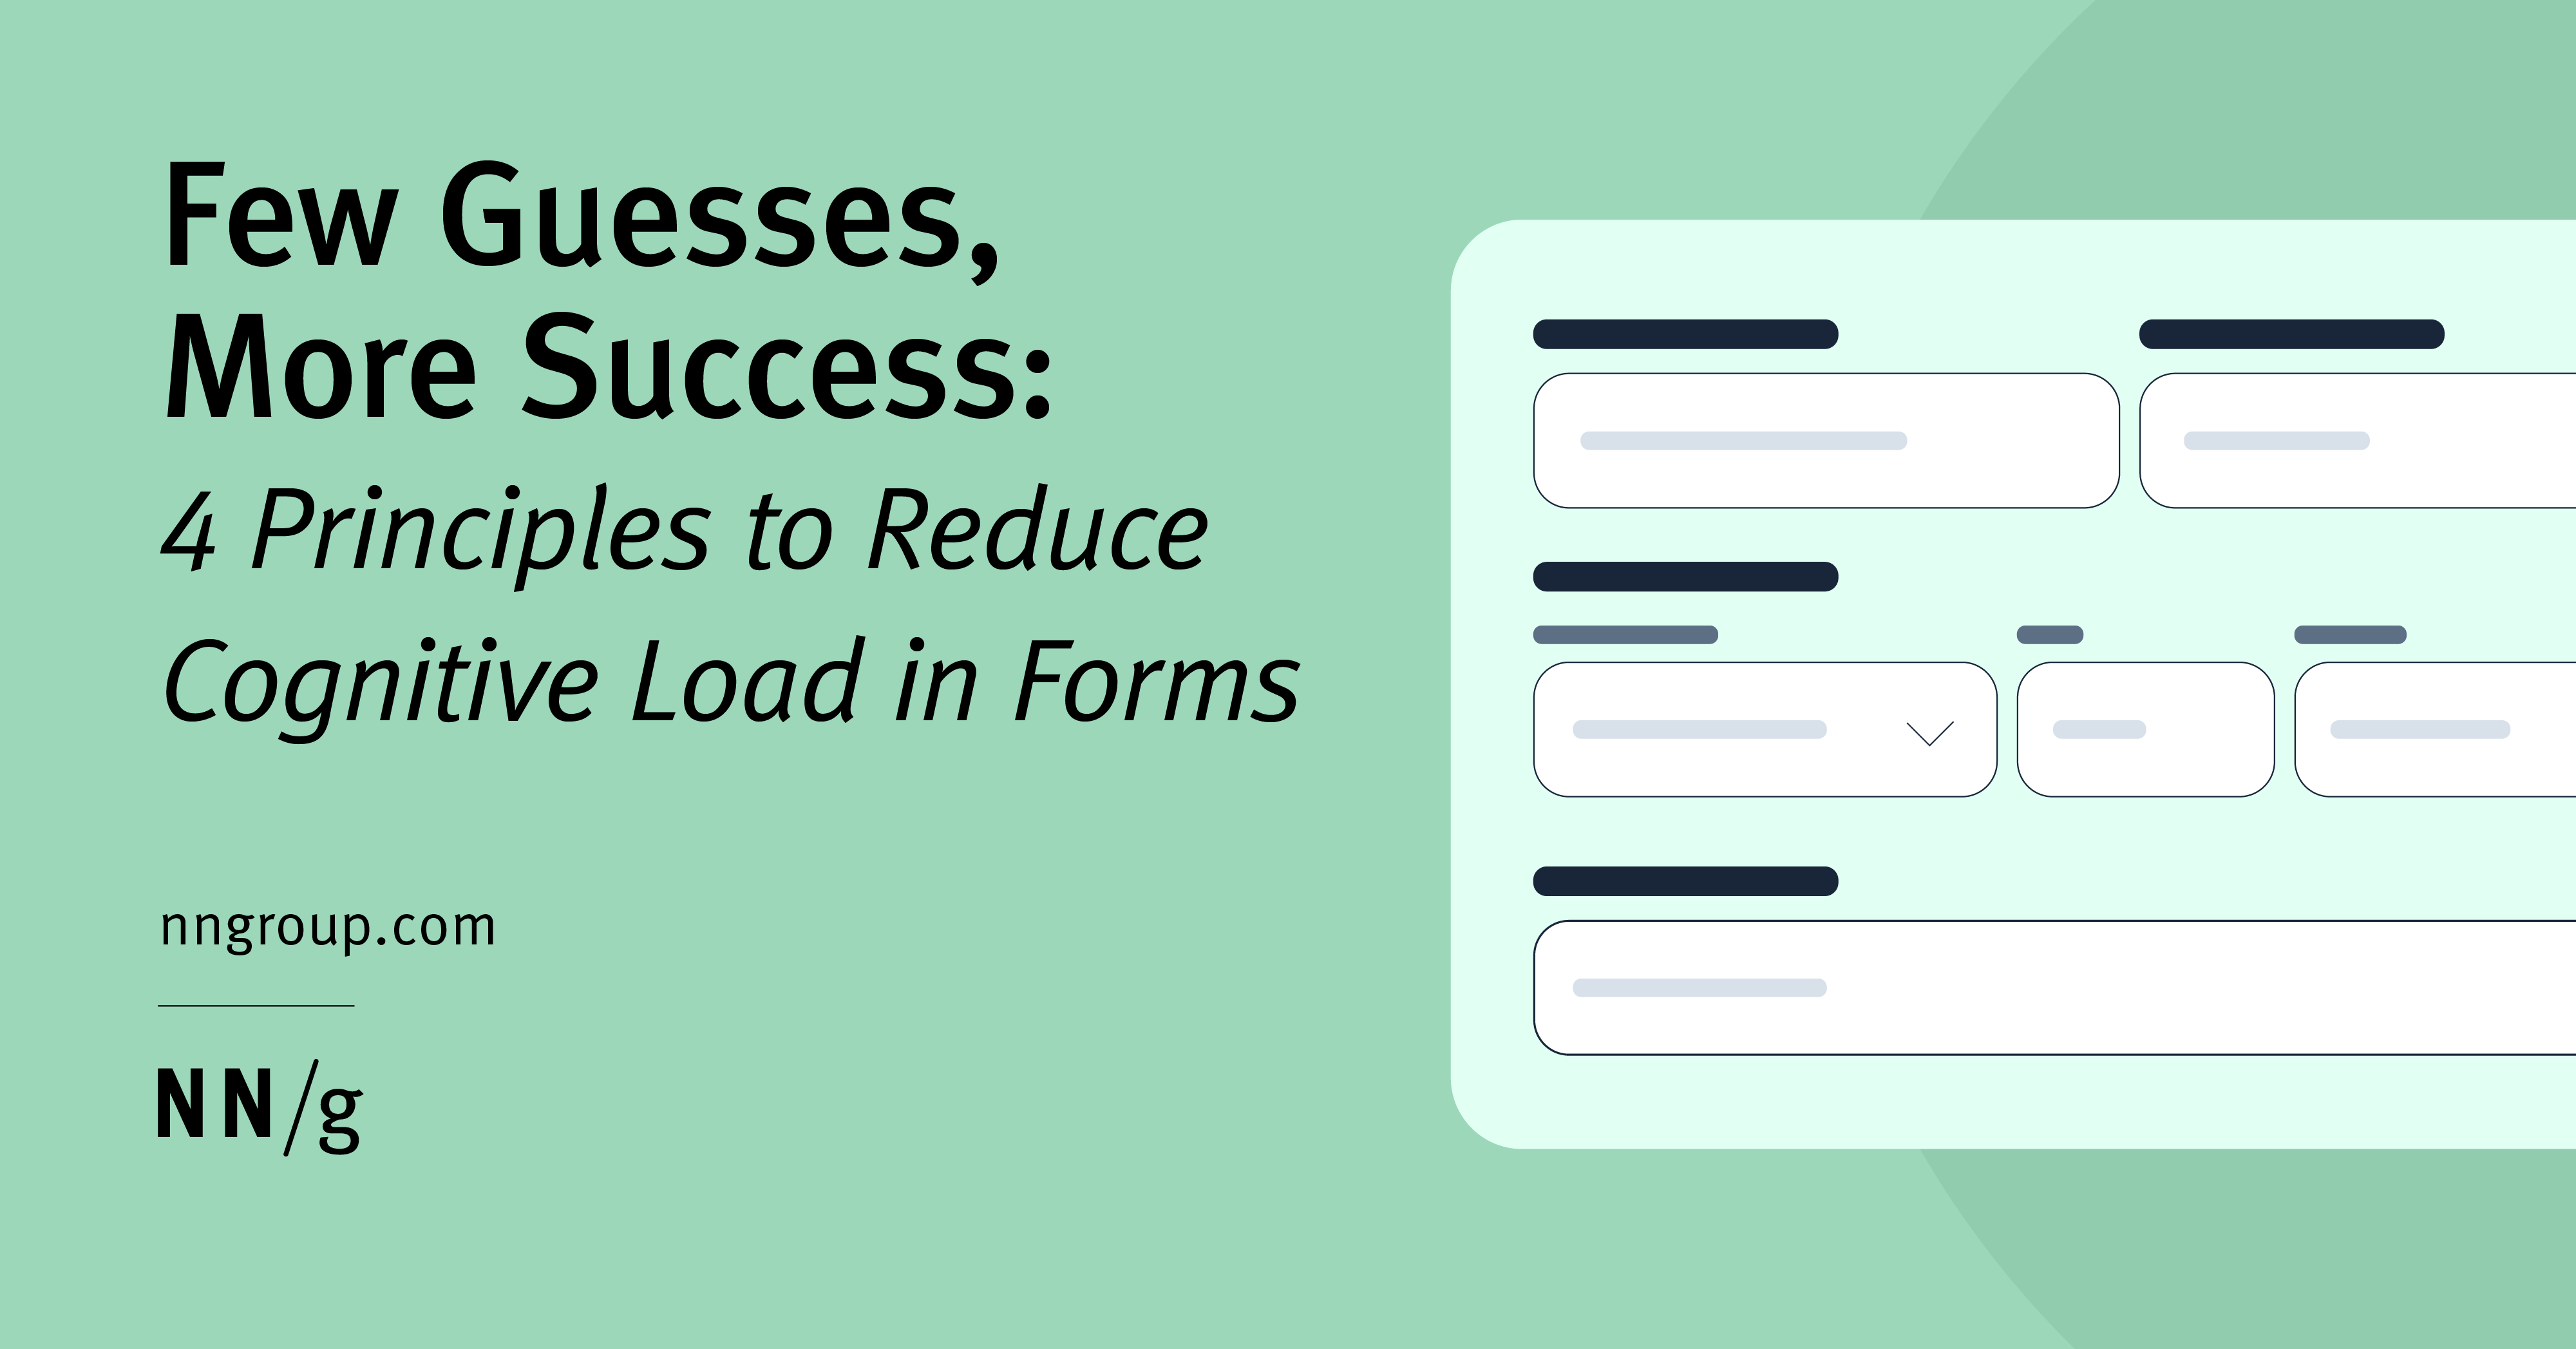 Few Guesses,
More Success:
4 Principles to Reduce
Cognitive Load in Forms
nngroup.com
NN/g